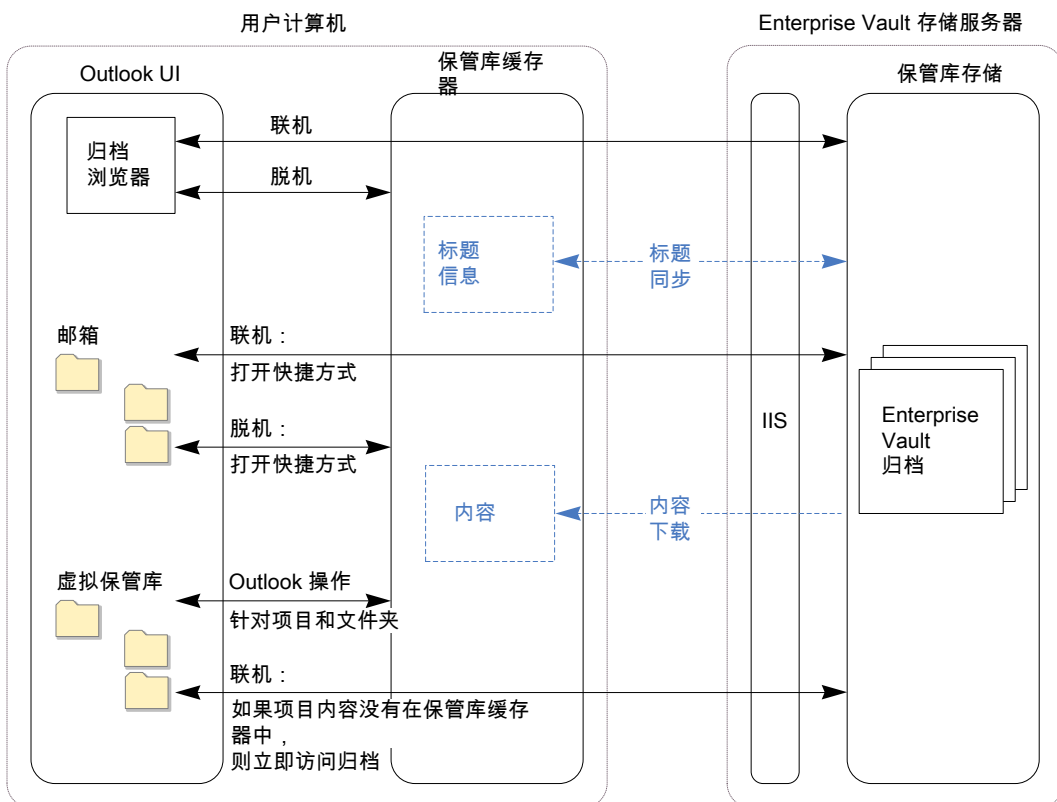 用户计算机
Enterprise Vault 存储服务器
Outlook UI
保管库缓存
器
保管库存储
归档
浏览器
联机
脱机
标题
信息
标题
同步
邮箱
联机：
打开快捷方式
脱机：
打开快捷方式
IIS
Enterprise
Vault
归档
内容
内容
下载
虚拟保管库
Outlook 操作
针对项目和文件夹
联机：
如果项目内容没有在保管库缓存
器中，
则立即访问归档